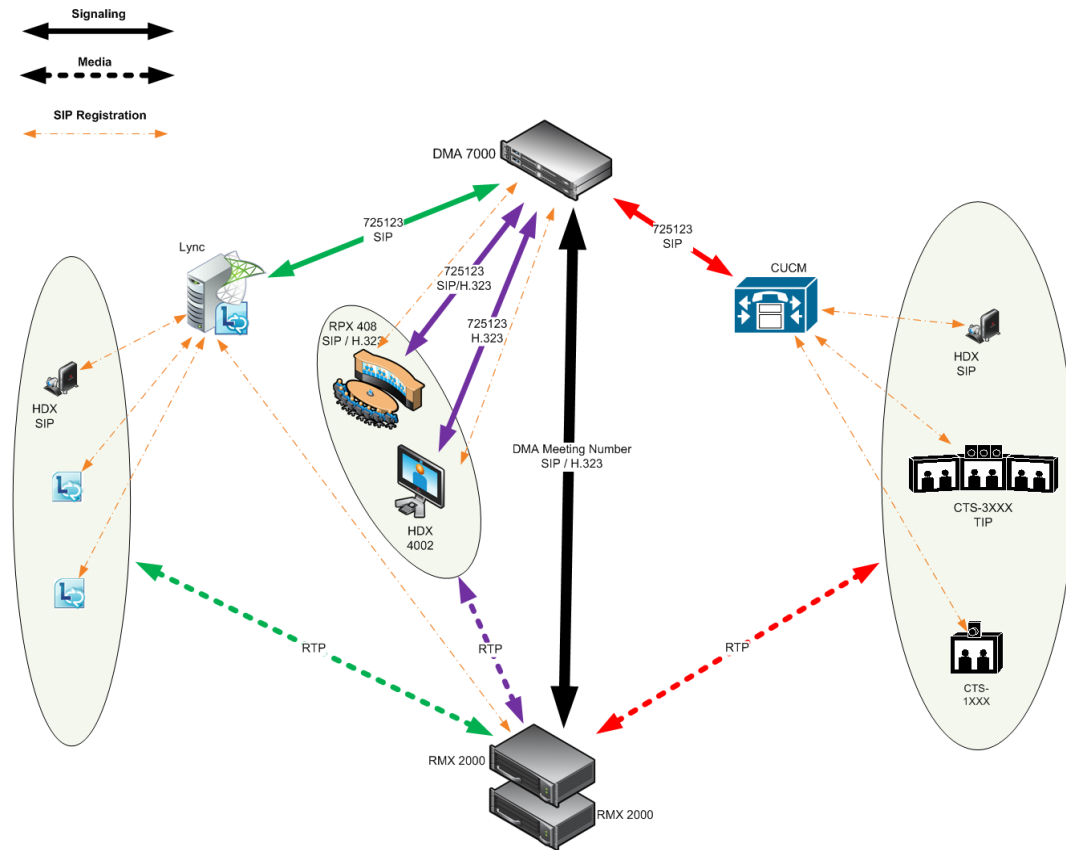 Signaling
Media
SIP Registration
DMA 7000
725123
SIP
725123
SIP
Lync
CUCM
725123
SIP/H.323
725123
H.323
RPX 408
SIP / H.323
HDX
SIP
HDX
SIP
DMA Meeting Number
SIP / H.323
CTS-3XXX
TIP
HDX
4002
RTP
RTP
RTP
CTS-
1XXX
RMX 2000
RMX 2000